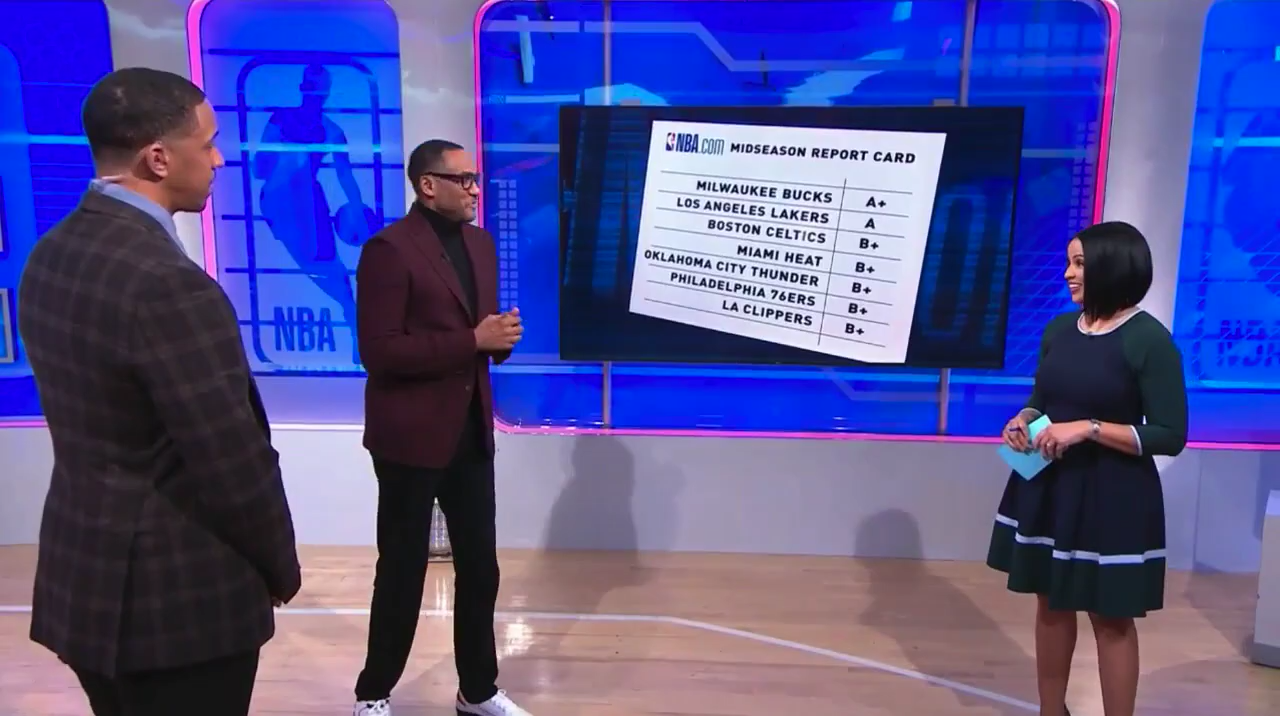 NBA.com MIDSEASON REPORT CARD
MILWAUKEE BUCKS A+
LOS ANGELES LAKERS A
BOSTON CELTICS B+
MIAMI HEAT B+
OKLAHOMA CITY THUNDER B+
PHILADELPHIA 76ERS B+
LA CLIPPERS B+
NBA